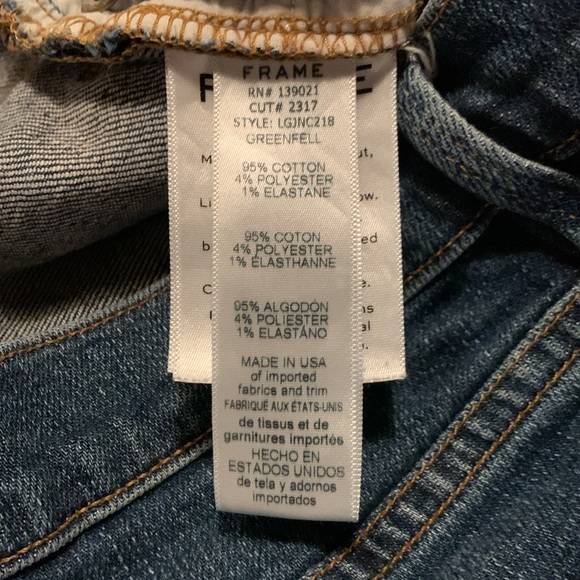 FRAME
RN# 139021
CUT# 2317
STYLE: LGJNC218
GREENFELL
95% COTTON
4% POLYESTER
1% ELASTANE
95% COTON
4% POLYESTER
1% ÉLASTHANNE
95% ALGODÓN
4% POLIESTER
1% ELASTANO
MADE IN USA
of imported
fabrics and trim
FABRIQUÉ AUX ÉTATS-UNIS
de tissus et de
garnitures importés
HECHO EN
ESTADOS UNIDOS
de tela y adornos
importados